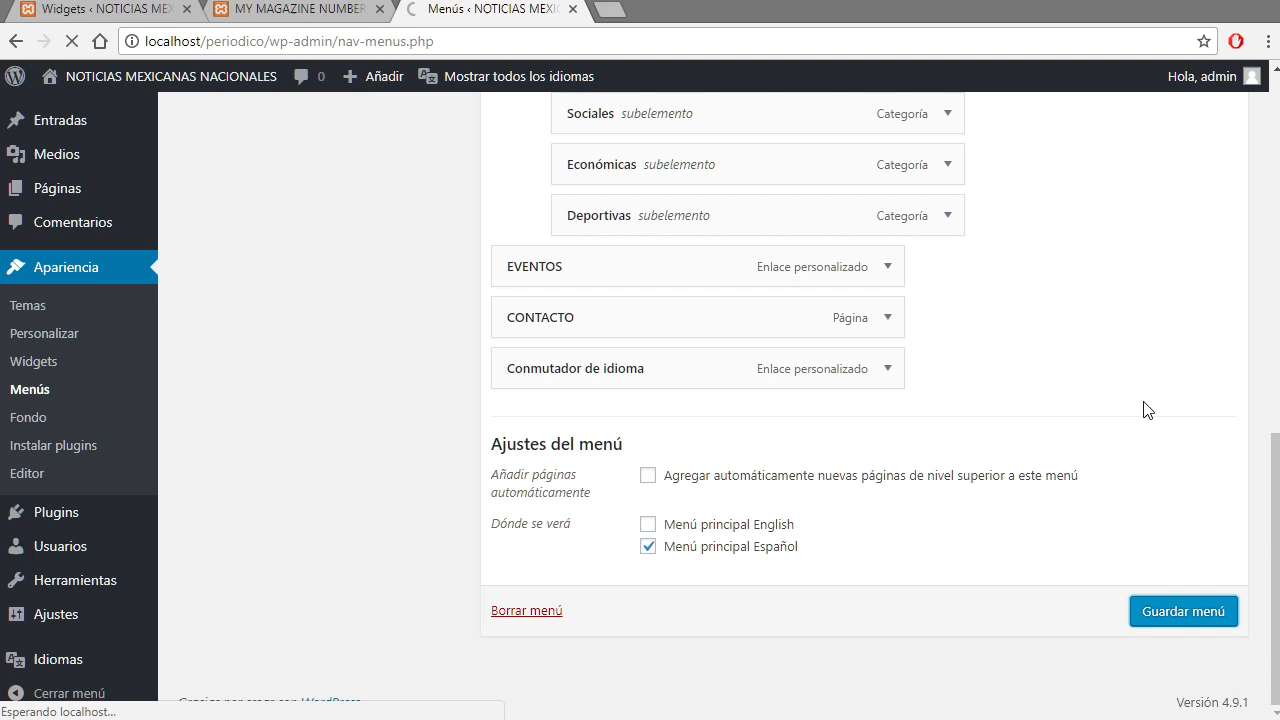 Widgets ‹ NOTICIAS MEX
MY MAGAZINE NUMBER
Menús ‹ NOTICIAS MEXI
localhost/periodico/wp-admin/nav-menus.php
NOTICIAS MEXICANAS NACIONALES 0 Añadir Mostrar todos los idiomas Hola, admin
Entradas
Medios
Páginas
Comentarios
Apariencia
Temas
Personalizar
Widgets
Menús
Fondo
Instalar plugins
Editor
Plugins
Usuarios
Herramientas
Ajustes
Idiomas
Cerrar menú
Sociales subelemento Categoría
Económicas subelemento Categoría
Deportivas subelemento Categoría
EVENTOS Enlace personalizado
CONTACTO Página
Conmutador de idioma Enlace personalizado
Ajustes del menú
Añadir páginas
automáticamente
Agregar automáticamente nuevas páginas de nivel superior a este menú
Dónde se verá
Menú principal English
Menú principal Español
Borrar menú
Guardar menú
Versión 4.9.1
Esperando localhost...